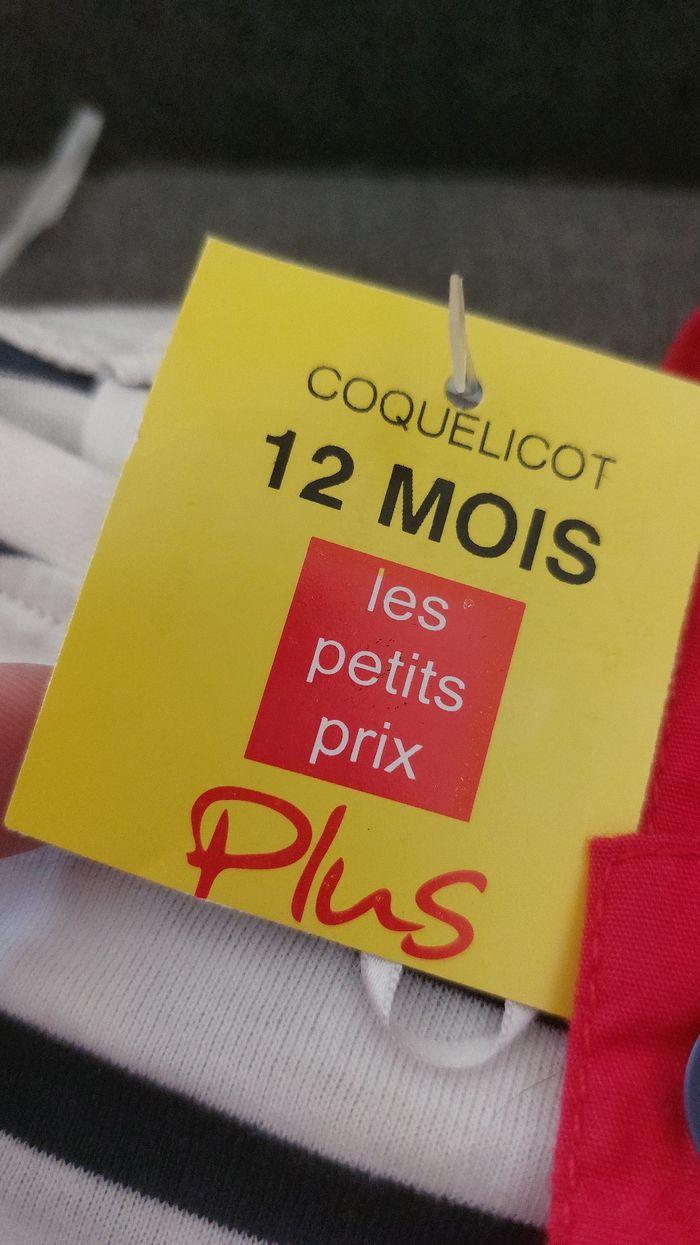 COQUELICOT
12 MOIS
les
petits
prix
Plus